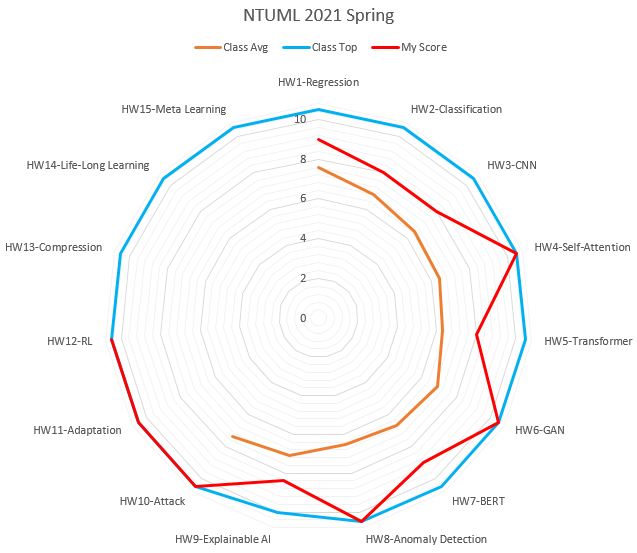 NTUML 2021 Spring
Class Avg Class Top My Score
HW1-Regression
HW15-Meta Learning HW2-Classification
10
HW14-Life-Long Learning 8 HW3-CNN
6
HW13-Compression 4 HW4-Self-Attention
2
0
HW12-RL HW5-Transformer
HW11-Adaptation HW6-GAN
HW10-Attack HW7-BERT
HW9-Explainable AI HW8-Anomaly Detection